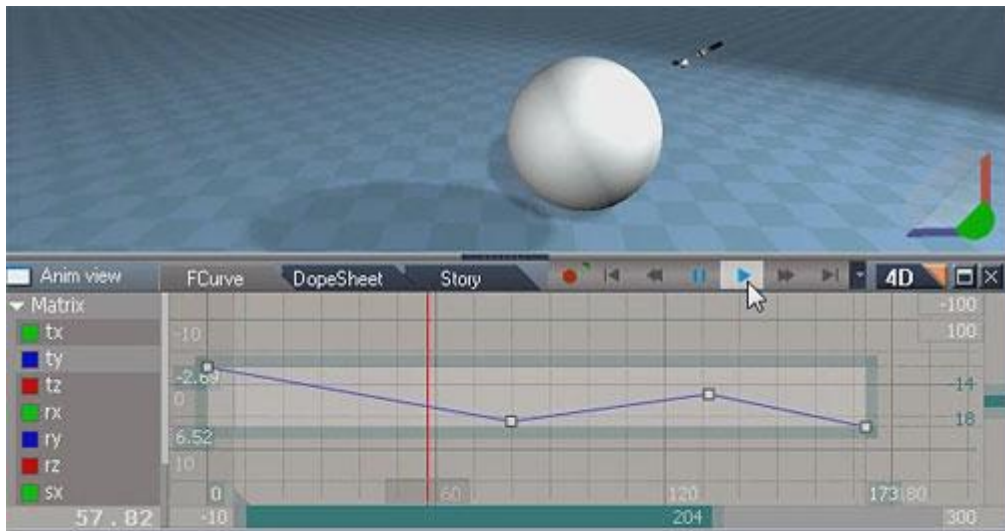 Anim view FCurve DopeSheet Story 4D
Matrix -100
tx -10 100
ty
-2.69
tz -14
rx 0 18
ry 6.52
rz 10
sx 0 60 120 173 80
57.82 -10 204 300